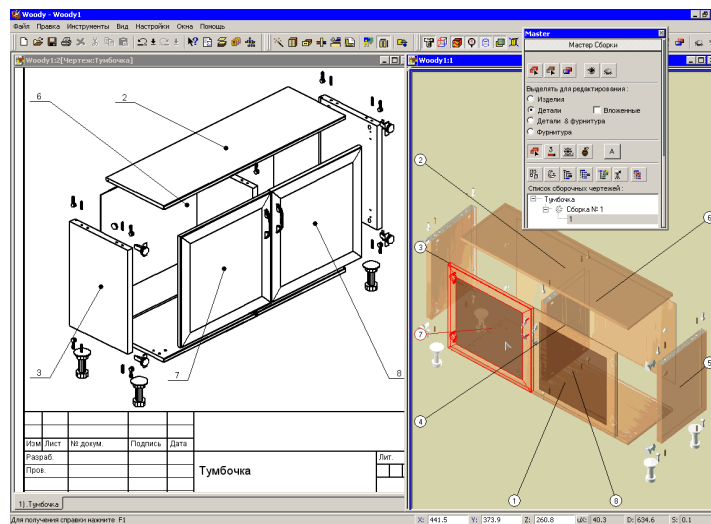 Woody - Woody1
Файл Правка Инструменты Вид Настройки Окна Помощь
Woody1:2[Чертеж:Тумбочка]
6
2
3
7
8
Изм Лист № докум. Подпись Дата
Разраб.
Пров.
Тумбочка
Лит.
1) Тумбочка
Woody1:1
Master
Мастер Сборки
Выделять для редактирования :
Изделия
Детали
Вложенные
Детали & фурнитура
Фурнитура
A
Список сборочных чертежей :
Тумбочка
Сборка № 1
1
2
6
3
7
5
4
1
8
Для получения справки нажмите F1
X: 441.5 Y: 373.9 Z: 260.8 uX: 40.3 D: 634.6 S: 0.1